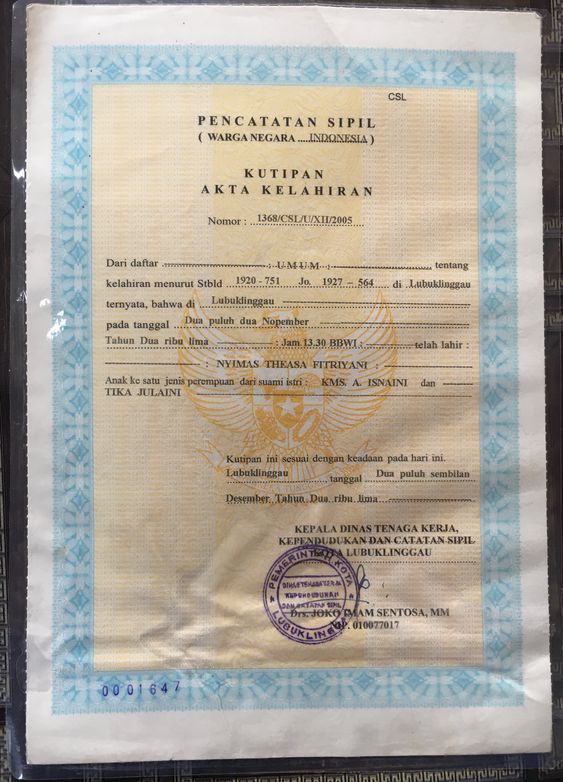 CSL
PENCATATAN SIPIL
( WARGA NEGARA ....INDONESIA )
KUTIPAN
AKTA KELAHIRAN
Nomor : 1368/CSL/U/XII/2005
Dari daftar : UMUM : tentang
kelahiran menurut Stbld 1920 - 751 Jo. 1927 - 564 di Lubuklinggau
ternyata, bahwa di Lubuklinggau
pada tanggal Dua puluh dua Nopember
Tahun Dua ribu lima : Jam 13.30 BBWI : telah lahir :
: NYIMAS THEASA FITRIYANI :
Anak ke satu jenis perempuan dari suami istri : KMS. A. ISNAINI dan
TIKA JULAINI
Kutipan ini sesuai dengan keadaan pada hari ini.
Lubuklinggau tanggal Dua puluh sembilan
Desember Tahun Dua ribu lima
KEPALA DINAS TENAGA KERJA,
KEPENDUDUKAN DAN CATATAN SIPIL
KOTA LUBUKLINGGAU
PEMERINTAH KOTA
DINAS TENAGA KERJA
KEPENDUDUKAN
DAN CATATAN SIPIL
LUBUKLINGGAU
Drs. JOKO IMAM SENTOSA, MM
NIP. 010077017
0001647